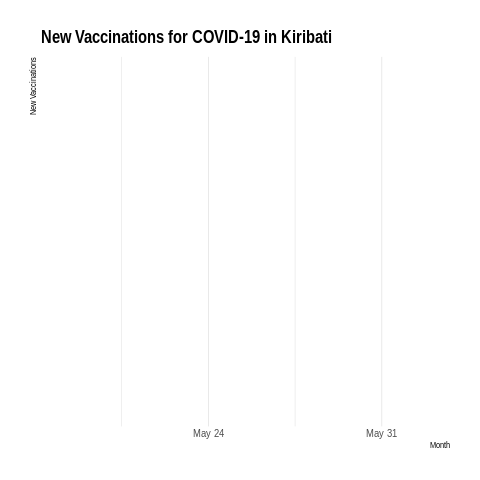 New Vaccinations for COVID-19 in Kiribati
New Vaccinations
May 24
May 31
Month